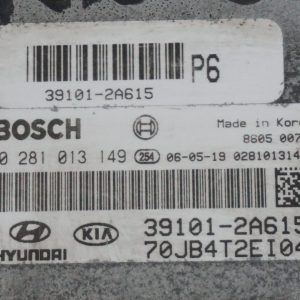 P6
39101-2A615
BOSCH
Made in Kore
8605 007
0 281 013 149 254 06-05-19 028101314
HYUNDAI KIA
39101-2A615
70JB4T2EI04